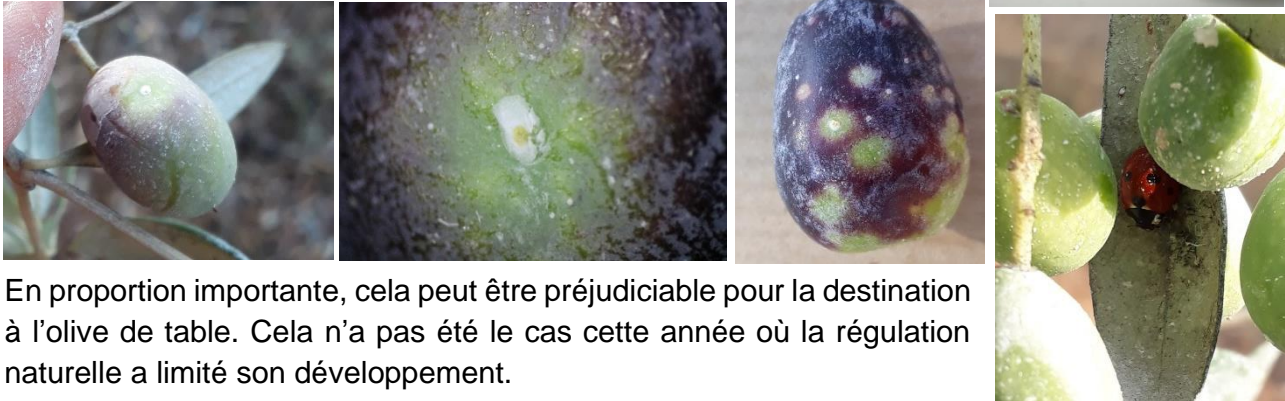 En proportion importante, cela peut être préjudiciable pour la destination
à l’olive de table. Cela n’a pas été le cas cette année où la régulation
naturelle a limité son développement.